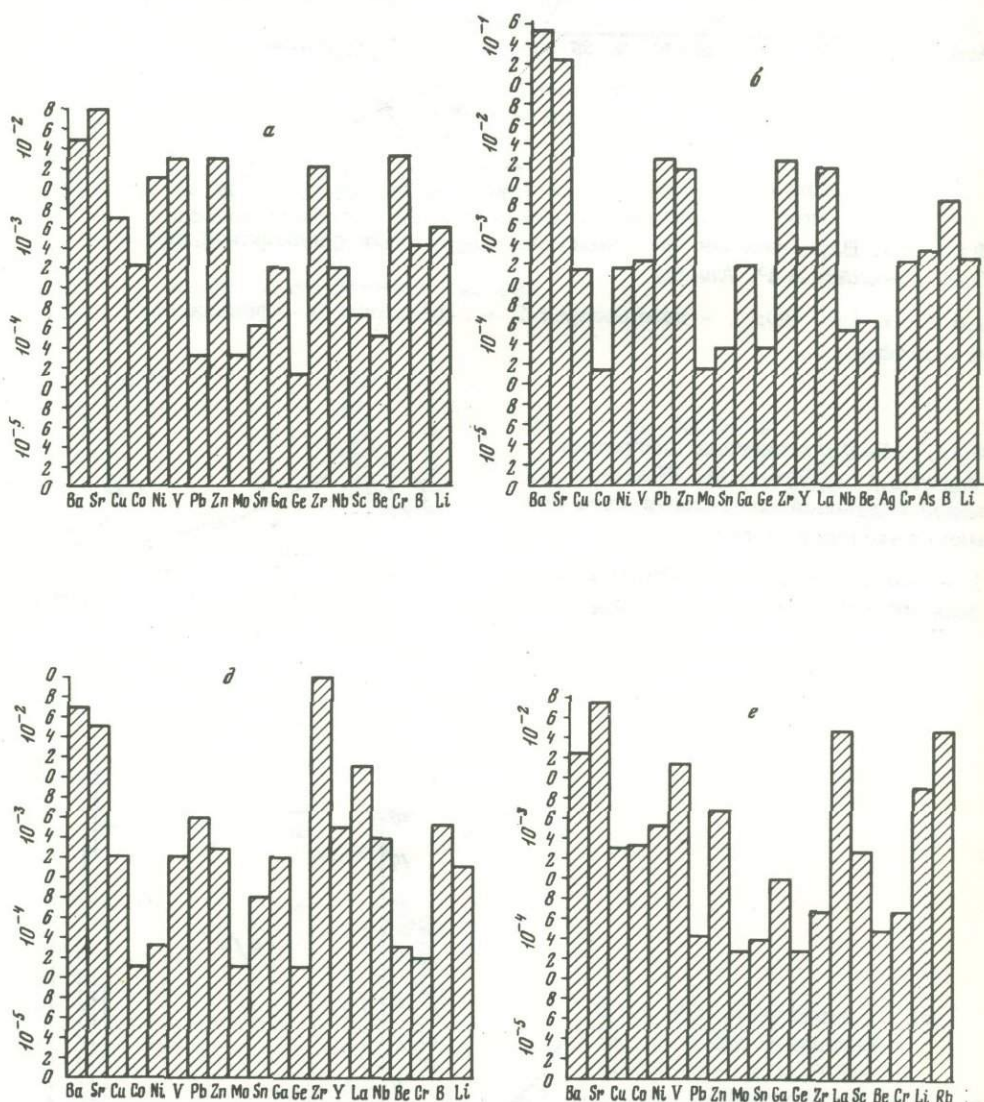 а
10⁻² 10⁻³ 10⁻⁴ 10⁻⁵
8 6 4 2 0 8 6 4 2 0 8 6 4 2 0 8 6 4 2 0
Ba Sr Cu Co Ni V Pb Zn Mo Sn Ga Ge Zr Nb Sc Be Cr B Li
б
10⁻¹ 10⁻² 10⁻³ 10⁻⁴ 10⁻⁵
6 4 2 0 8 6 4 2 0 8 6 4 2 0 8 6 4 2 0 8 6 4 2 0
Ba Sr Cu Co Ni V Pb Zn Mo Sn Ga Ge Zr Y La Nb Be Ag Cr As B Li
д
10⁻² 10⁻³ 10⁻⁴ 10⁻⁵
0 8 6 4 2 0 8 6 4 2 0 8 6 4 2 0 8 6 4 2 0
Ba Sr Cu Co Ni V Pb Zn Mo Sn Ga Ge Zr Y La Nb Be Cr B Li
е
10⁻² 10⁻³ 10⁻⁴ 10⁻⁵
8 6 4 2 0 8 6 4 2 0 8 6 4 2 0 8 6 4 2 0
Ba Sr Cu Co Ni V Pb Zn Mo Sn Ga Ge Zr La Sc Be Cr Li Rb